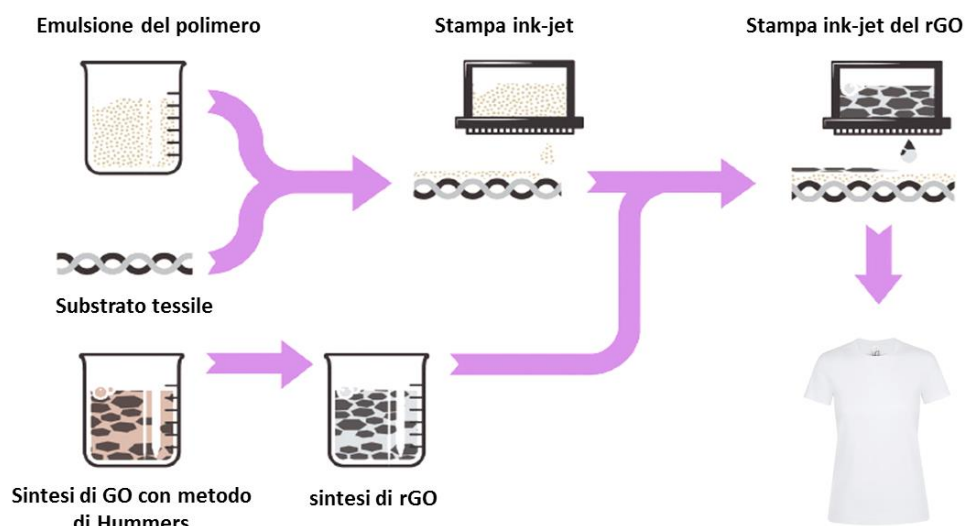 Emulsione del polimero
Stampa ink-jet
Stampa ink-jet del rGO
Substrato tessile
Sintesi di GO con metodo
di Hummers
sintesi di rGO